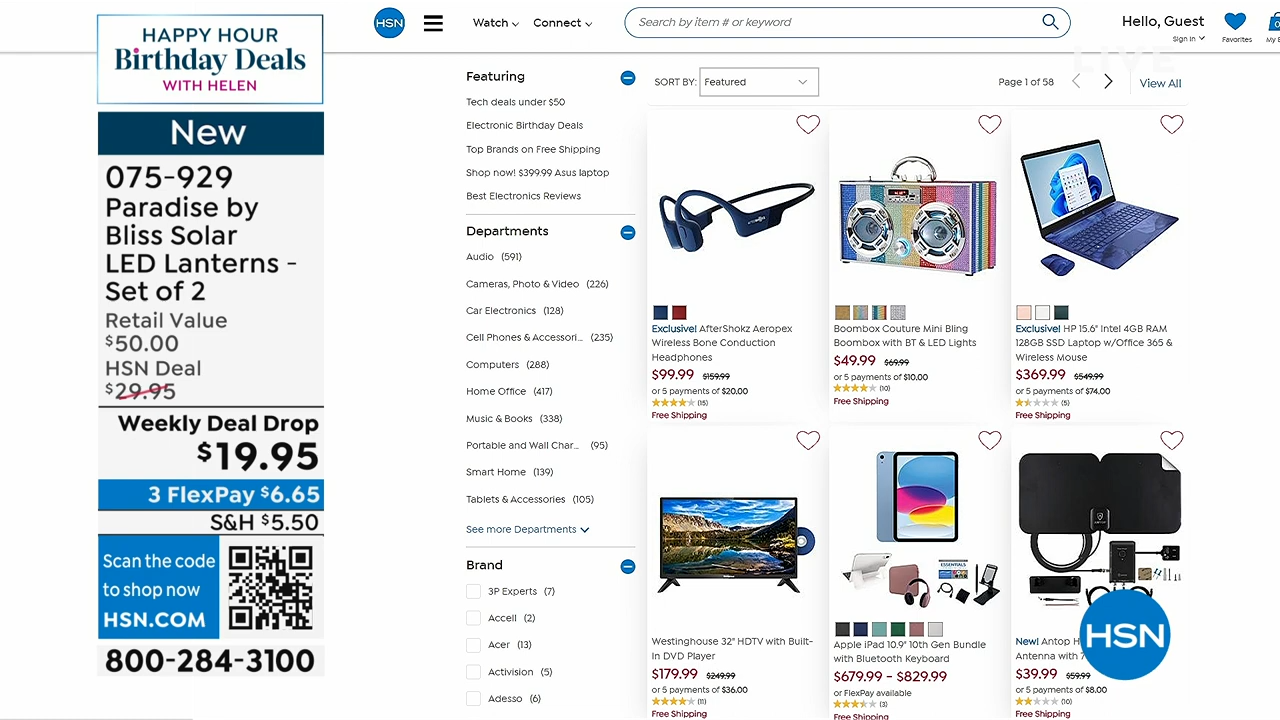 HAPPY HOUR
Birthday Deals
WITH HELEN
New
075-929
Paradise by
Bliss Solar
LED Lanterns -
Set of 2
Retail Value
$50.00
HSN Deal
$29.95
Weekly Deal Drop
$19.95
3 FlexPay $6.65
S&H $5.50
Scan the code
to shop now
HSN.COM
800-284-3100
HSN
Watch
Connect
Search by item # or keyword
Hello, Guest
Sign In
Favorites
0
LIVE
Featuring
Tech deals under $50
Electronic Birthday Deals
Top Brands on Free Shipping
Shop now! $399.99 Asus laptop
Best Electronics Reviews
Departments
Audio (591)
Cameras, Photo & Video (226)
Car Electronics (128)
Cell Phones & Accessori... (235)
Computers (288)
Home Office (417)
Music & Books (338)
Portable and Wall Char... (95)
Smart Home (139)
Tablets & Accessories (105)
See more Departments
Brand
3P Experts (7)
Accell (2)
Acer (13)
Activision (5)
Adesso (6)
SORT BY: Featured
Page 1 of 58
View All
Exclusive! AfterShokz Aeropex
Wireless Bone Conduction
Headphones
$99.99 $159.99
or 5 payments of $20.00
(15)
Free Shipping
Boombox Couture Mini Bling
Boombox with BT & LED Lights
$49.99 $69.99
or 5 payments of $10.00
(10)
Free Shipping
Exclusive! HP 15.6" Intel 4GB RAM
128GB SSD Laptop w/Office 365 &
Wireless Mouse
$369.99 $549.99
or 5 payments of $74.00
(5)
Free Shipping
Westinghouse 32" HDTV with Built-
In DVD Player
$179.99 $249.99
or 5 payments of $36.00
(11)
Free Shipping
ESSENTIALS
Apple iPad 10.9" 10th Gen Bundle
with Bluetooth Keyboard
$679.99 - $829.99
or FlexPay available
(3)
Free Shipping
New! Antop
Antenna with
$39.99 $59.99
or 5 payments of $8.00
(10)
Free Shipping
HSN